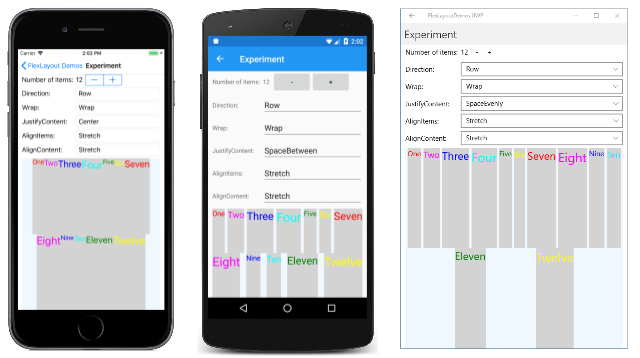 Carrier 2:02 PM
FlexLayout Demos Experiment
Number of items: 12 - +
Direction: Row
Wrap: Wrap
JustifyContent: Center
AlignItems: Stretch
AlignContent: Stretch
One Two Three Four Five Six Seven
Eight Nine Ten Eleven Twelve
2:02
Experiment
Number of items: 12 - +
Direction: Row
Wrap: Wrap
JustifyContent: SpaceBetween
AlignItems: Stretch
AlignContent: Stretch
One Two Three Four Five Six Seven
Eight Nine Ten Eleven Twelve
FlexLayoutDemos.UWP
Experiment
Number of items: 12 - +
Direction: Row
Wrap: Wrap
JustifyContent: SpaceEvenly
AlignItems: Stretch
AlignContent: Stretch
One Two Three Four Five Six Seven Eight Nine Ten
Eleven Twelve